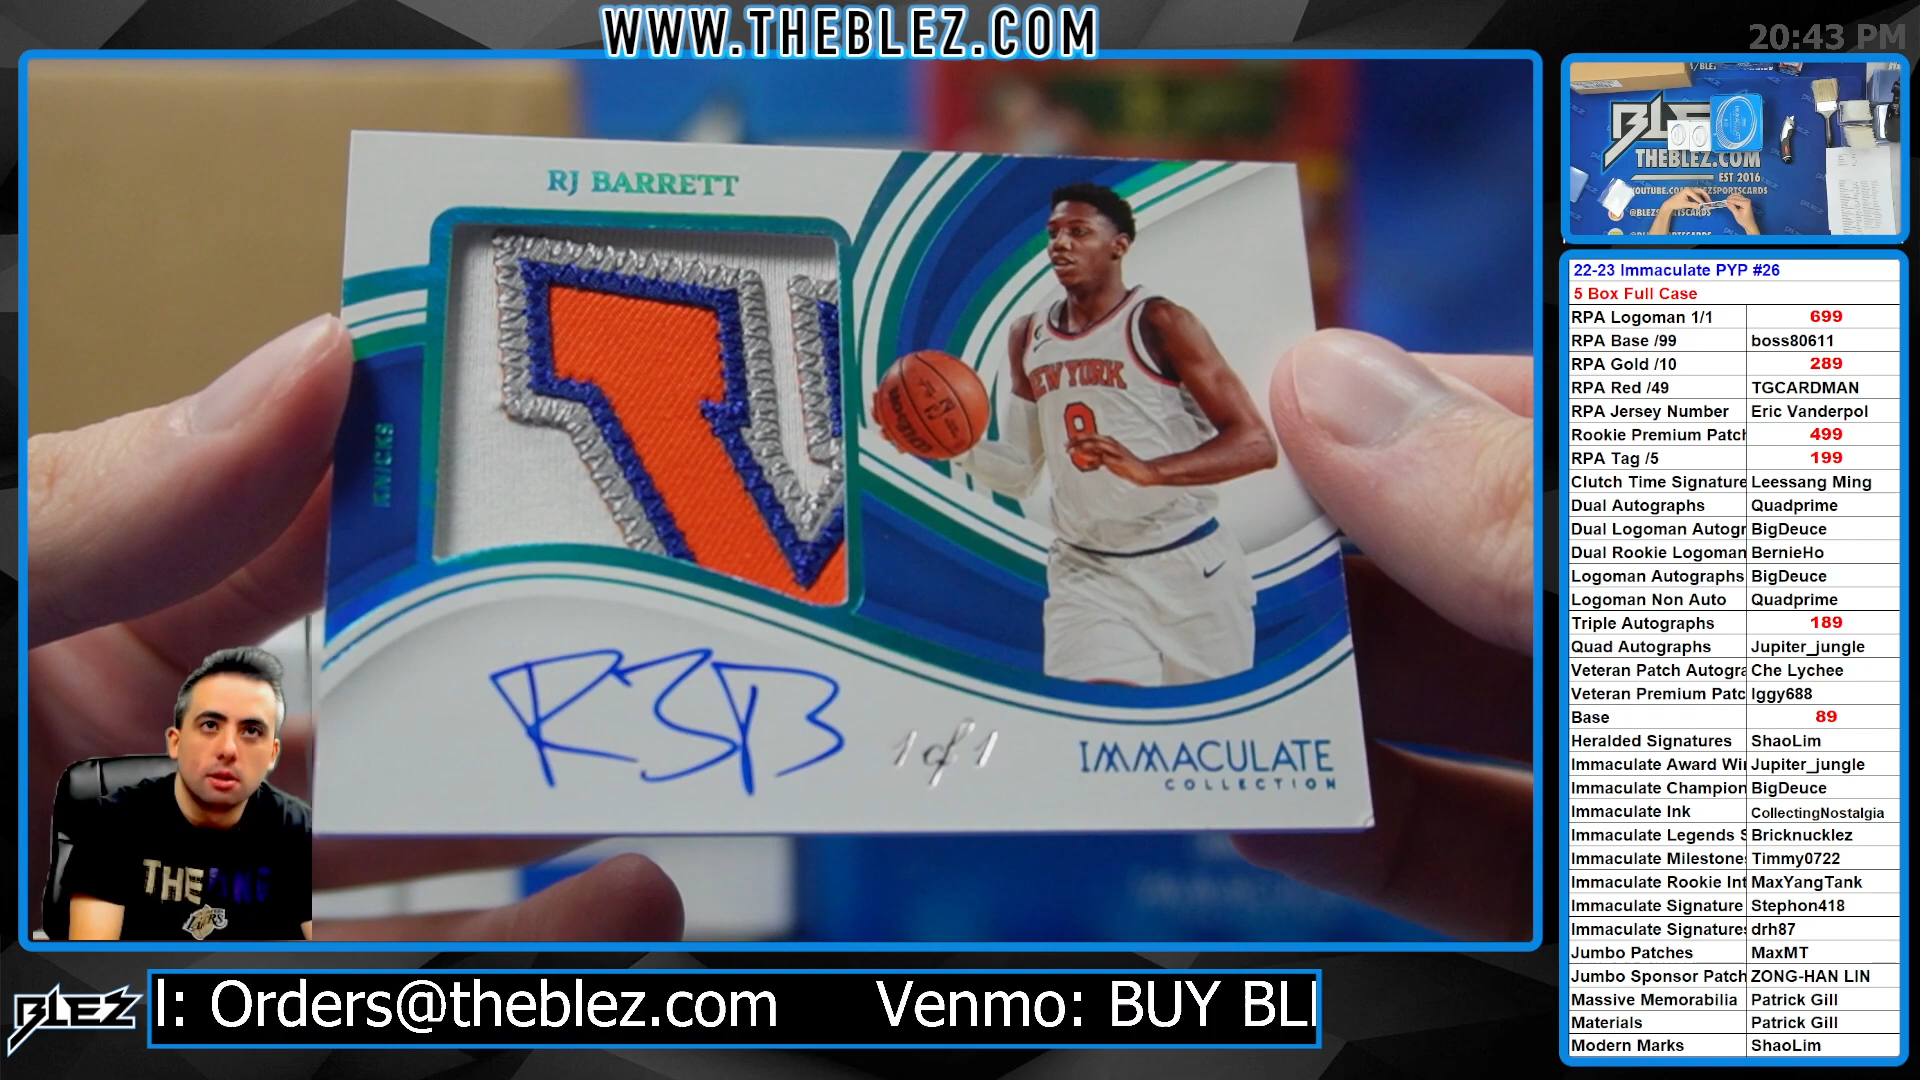 WWW.THEBLEZ.COM
20:43 PM
RJ BARRETT
KNICKS
NEW YORK
9
RJB
1 of 1
IMMACULATE
COLLECTION
THE
BLEZ
l: Orders@theblez.com Venmo: BUY BL
THEBLEZ.COM
EST 2016
22-23 Immaculate PYP #26
5 Box Full Case
RPA Logoman 1/1 699
RPA Base /99 boss80611
RPA Gold /10 289
RPA Red /49 TGCARDMAN
RPA Jersey Number Eric Vanderpol
Rookie Premium Patch 499
RPA Tag /5 199
Clutch Time Signature Leessang Ming
Dual Autographs Quadprime
Dual Logoman Autogr BigDeuce
Dual Rookie Logoman BernieHo
Logoman Autographs BigDeuce
Logoman Non Auto Quadprime
Triple Autographs 189
Quad Autographs Jupiter_jungle
Veteran Patch Autogra Che Lychee
Veteran Premium Patc Iggy688
Base 89
Heralded Signatures ShaoLim
Immaculate Award Wi Jupiter_jungle
Immaculate Champion BigDeuce
Immaculate Ink CollectingNostalgia
Immaculate Legends S Bricknucklez
Immaculate Milestone Timmy0722
Immaculate Rookie Int MaxYangTank
Immaculate Signature Stephon418
Immaculate Signatures drh87
Jumbo Patches MaxMT
Jumbo Sponsor Patch ZONG-HAN LIN
Massive Memorabilia Patrick Gill
Materials Patrick Gill
Modern Marks ShaoLim